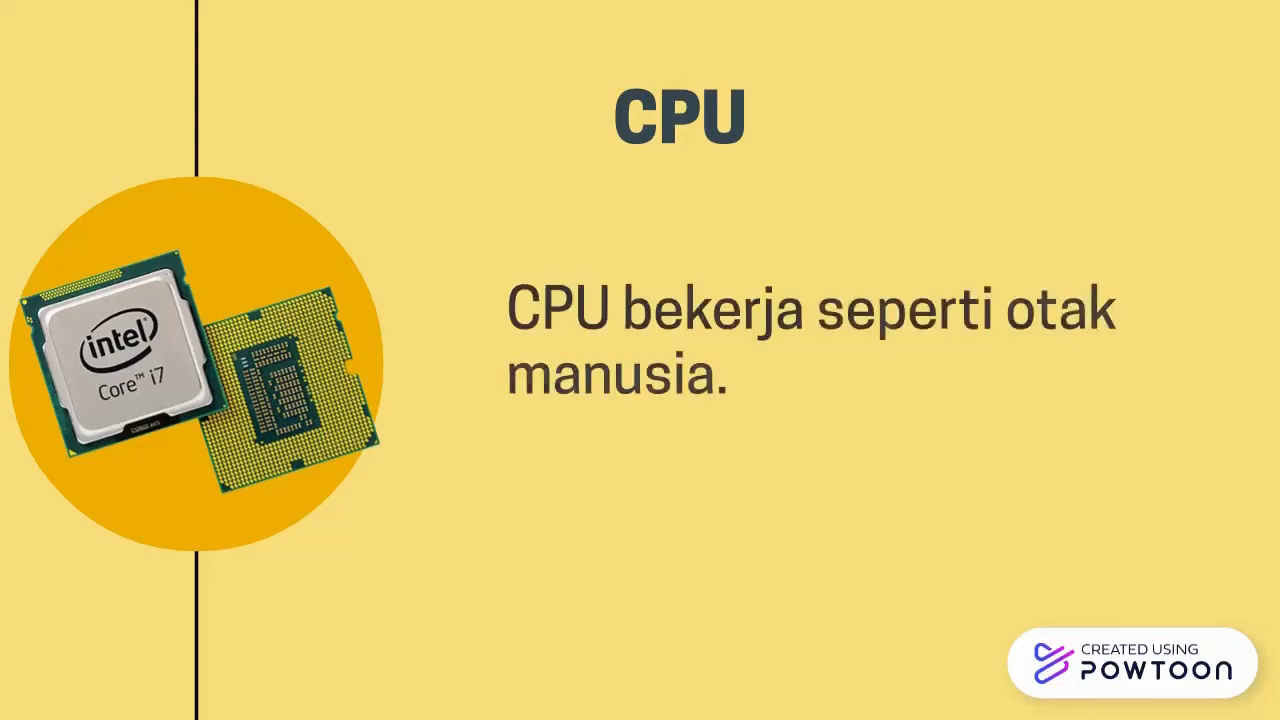 CPU
intel
Core™ i7
CPU bekerja seperti otak
manusia.
CREATED USING
POWTOON